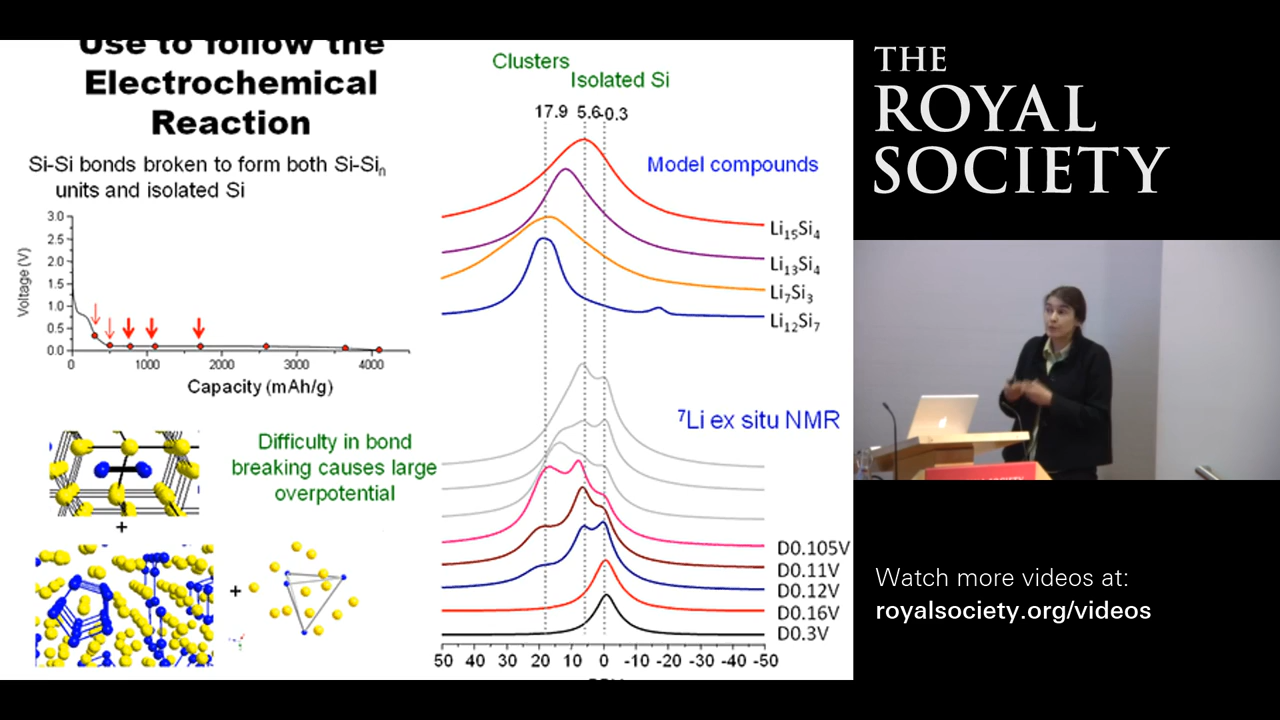 Use to follow the
Electrochemical
Reaction
Si-Si bonds broken to form both Si-Siₙ
units and isolated Si
3.0
2.5
2.0
1.5
1.0
0.5
0.0
Voltage (V)
0 1000 2000 3000 4000
Capacity (mAh/g)
Difficulty in bond
breaking causes large
overpotential
+
+
Clusters
Isolated Si
17.9 5.6 -0.3
Model compounds
Li₁₅Si₄
Li₁₃Si₄
Li₇Si₃
Li₁₂Si₇
⁷Li ex situ NMR
D0.105V
D0.11V
D0.12V
D0.16V
D0.3V
50 40 30 20 10 0 -10 -20 -30 -40 -50
THE
ROYAL
SOCIETY
Watch more videos at:
royalsociety.org/videos